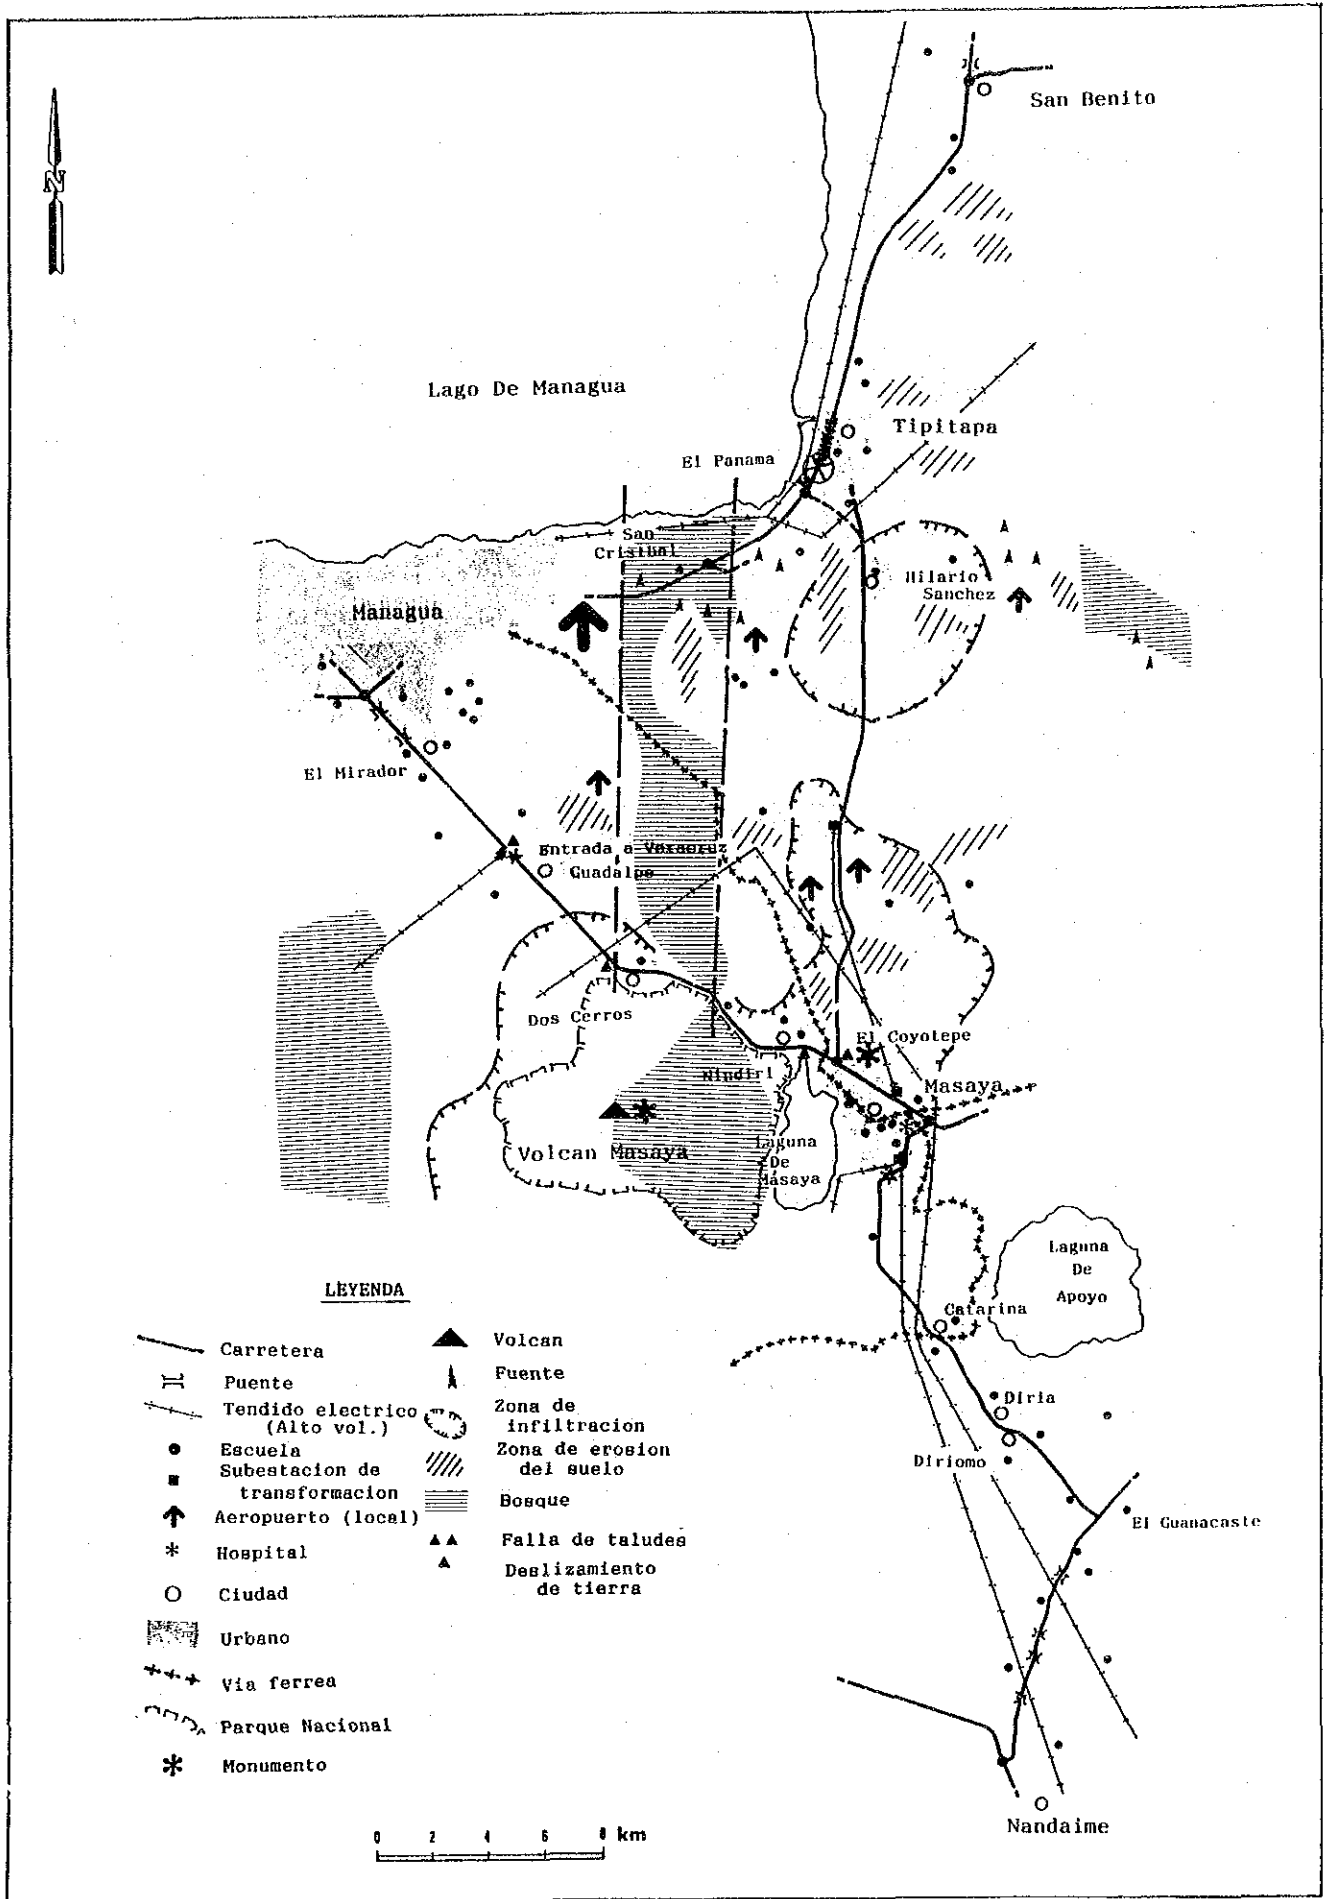 N
San Benito
Lago De Managua
Tipitapa
El Panama
San
Cristobal
Hilario
Sanchez
Managua
El Mirador
Entrada a Veracruz
Guadalpe
Dos Cerros
El Coyotepe
Nindiri
Masaya
Volcan Masaya
Laguna
De
Masaya
Laguna
De
Apoyo
Catarina
Diria
Diriomo
El Guanacaste
Nandaime
LEYENDA
Carretera
Puente
Tendido electrico
(Alto vol.)
Escuela
Subestacion de
transformacion
Aeropuerto (local)
Hospital
Ciudad
Urbano
Via ferrea
Parque Nacional
Monumento
Volcan
Fuente
Zona de
infiltracion
Zona de erosion
del suelo
Bosque
Falla de taludes
Deslizamiento
de tierra
0 2 4 6 8 km